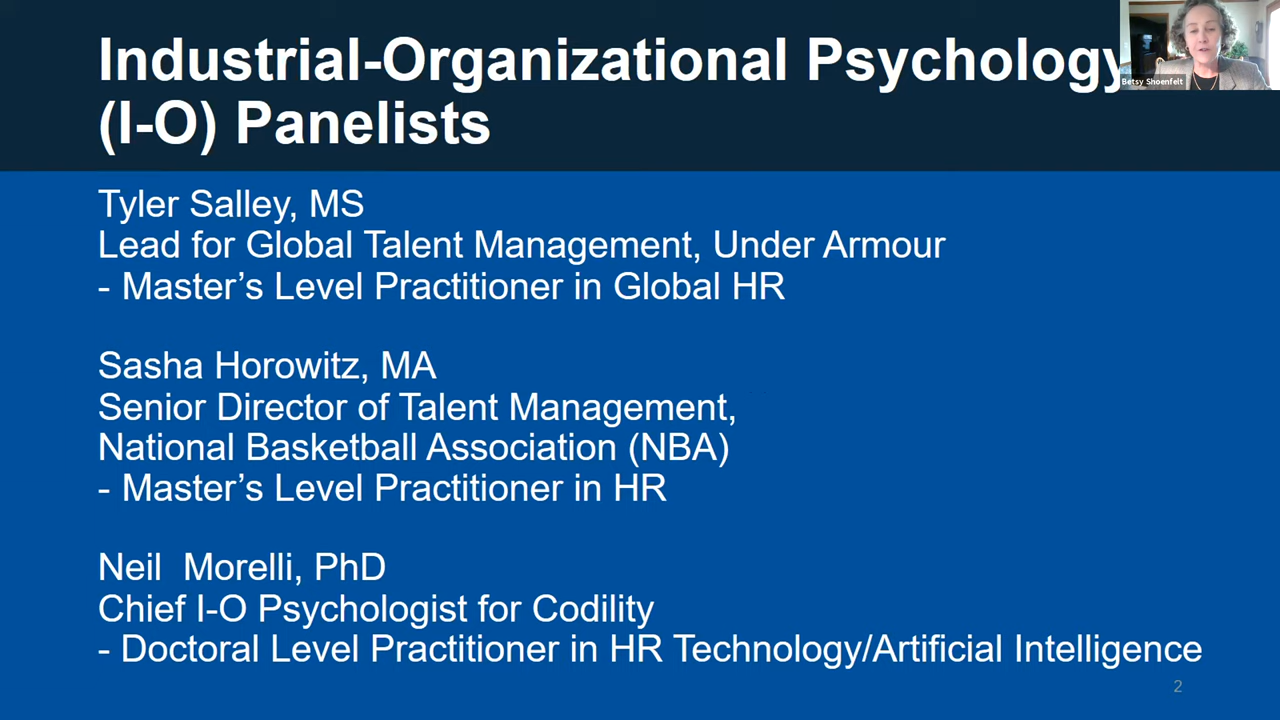 Industrial-Organizational Psychology
(I-O) Panelists
Betsy Shoenfelt
Tyler Salley, MS
Lead for Global Talent Management, Under Armour
- Master’s Level Practitioner in Global HR
Sasha Horowitz, MA
Senior Director of Talent Management,
National Basketball Association (NBA)
- Master’s Level Practitioner in HR
Neil  Morelli, PhD
Chief I-O Psychologist for Codility
- Doctoral Level Practitioner in HR Technology/Artificial Intelligence
2